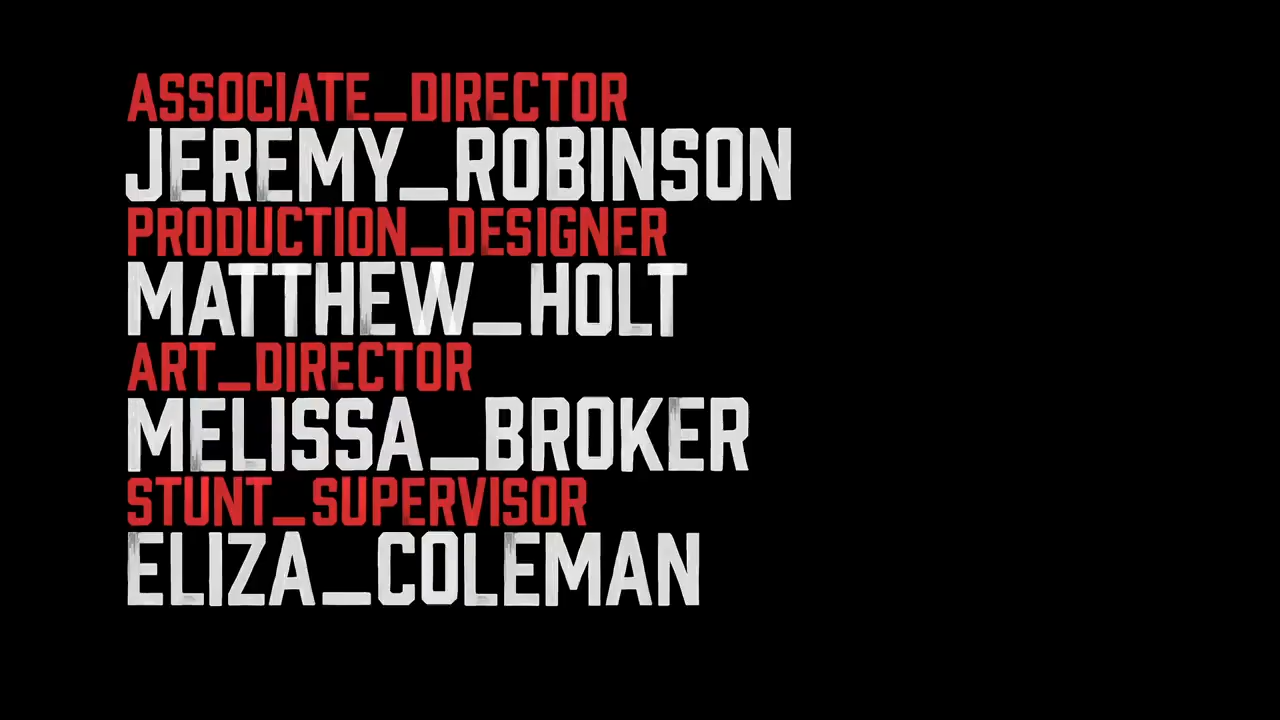 ASSOCIATE_DIRECTOR
JEREMY_ROBINSON
PRODUCTION_DESIGNER
MATTHEW_HOLT
ART_DIRECTOR
MELISSA_BROKER
STUNT_SUPERVISOR
ELIZA_COLEMAN